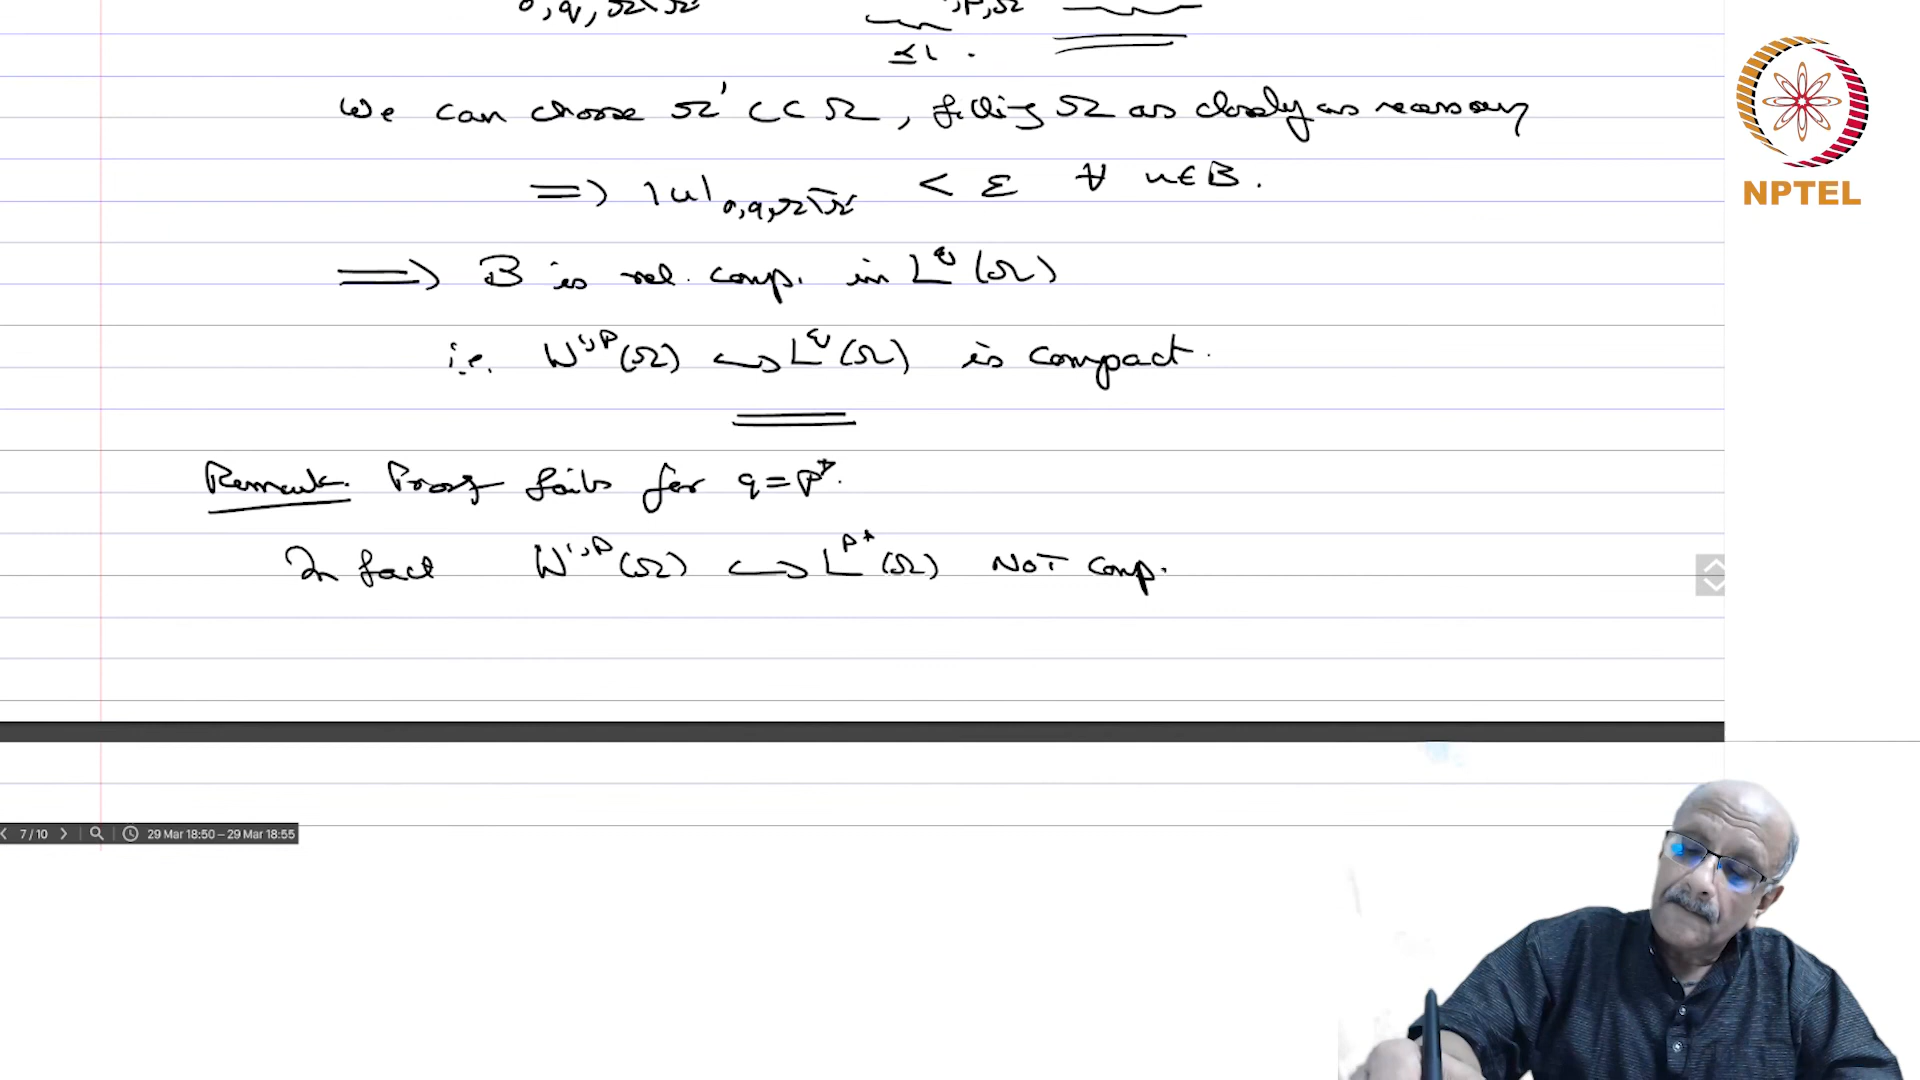 0,q,Ω\Ω̄' ,p,Ω
≤1.
We can choose Ω' ⊂⊂ Ω, filling Ω as closely as necessary
⟹ |u|0,q,Ω\Ω̄' < ε ∀ u∈B.
⟹ B is rel. comp. in L^q(Ω)
i.e. W^{1,p}(Ω) ↪ L^q(Ω) is compact.
Remark. Proof fails for q=p*.
In fact W^{1,p}(Ω) ↪ L^{p*}(Ω) NOT comp.
NPTEL
7 / 10 29 Mar 18:50 – 29 Mar 18:55